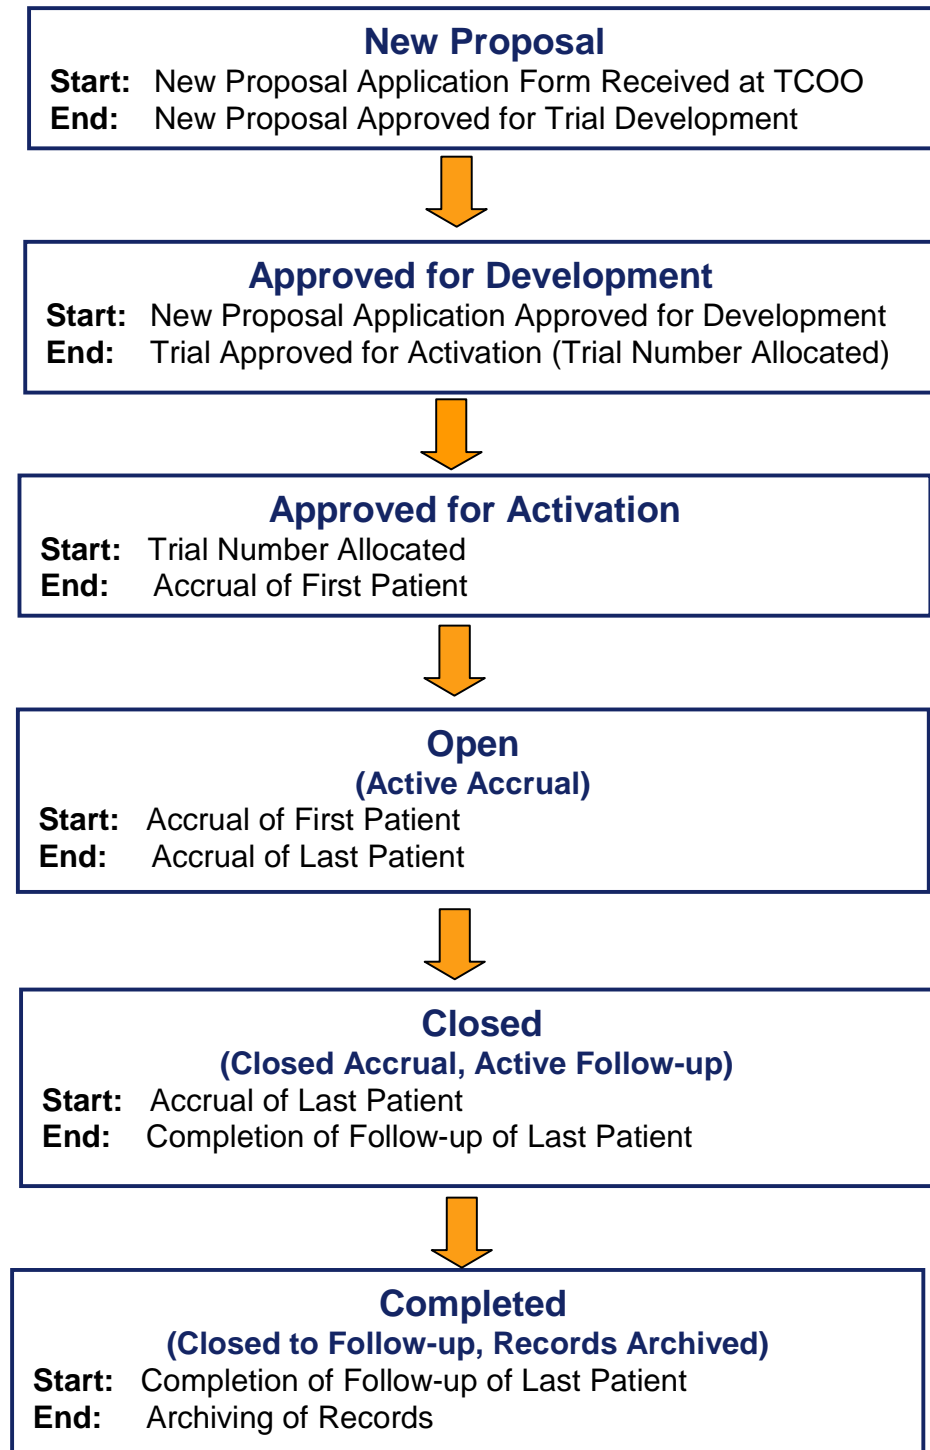 New Proposal
Start: New Proposal Application Form Received at TCOO
End: New Proposal Approved for Trial Development
Approved for Development
Start: New Proposal Application Approved for Development
End: Trial Approved for Activation (Trial Number Allocated)
Approved for Activation
Start: Trial Number Allocated
End: Accrual of First Patient
Open
(Active Accrual)
Start: Accrual of First Patient
End: Accrual of Last Patient
Closed
(Closed Accrual, Active Follow-up)
Start: Accrual of Last Patient
End: Completion of Follow-up of Last Patient
Completed
(Closed to Follow-up, Records Archived)
Start: Completion of Follow-up of Last Patient
End: Archiving of Records